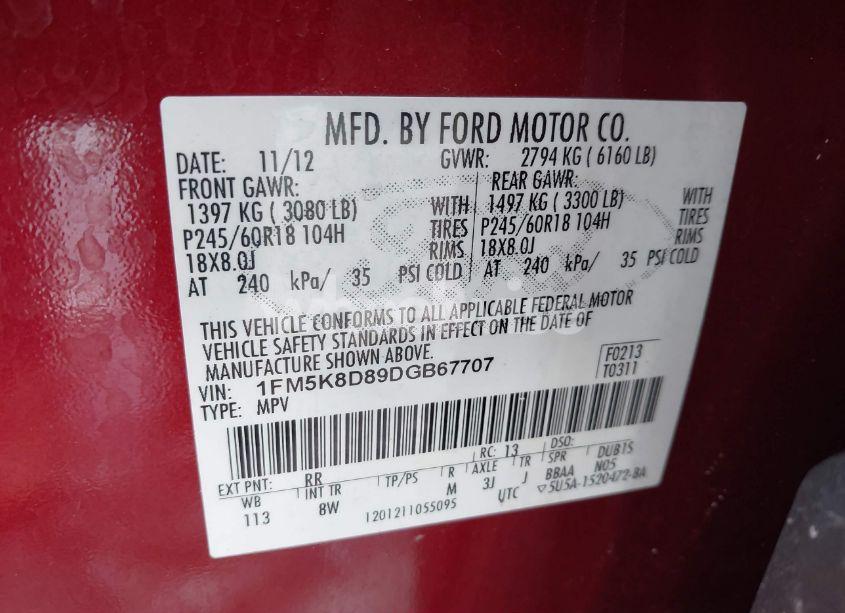 MFD. BY FORD MOTOR CO.
DATE: 11/12 GVWR: 2794 KG ( 6160 LB)
FRONT GAWR: REAR GAWR:
1397 KG ( 3080 LB) WITH 1497 KG ( 3300 LB) WITH
P245/60R18 104H TIRES P245/60R18 104H TIRES
18X8.0J RIMS 18X8.0J RIMS
AT 240 kPa/ 35 PSI COLD AT 240 kPa/ 35 PSI COLD
THIS VEHICLE CONFORMS TO ALL APPLICABLE FEDERAL MOTOR
VEHICLE SAFETY STANDARDS IN EFFECT ON THE DATE OF
MANUFACTURE SHOWN ABOVE.
VIN: 1FM5K8D89DGB67707 F0213
TYPE: MPV T0311
EXT PNT: RR RC: 13 DSO:
WB INT TR TP/PS R AXLE TR SPR DUB1S
113 8W M 3J J BBAA N05
1201211055095 UTC ▽5U5A-1520472-BA